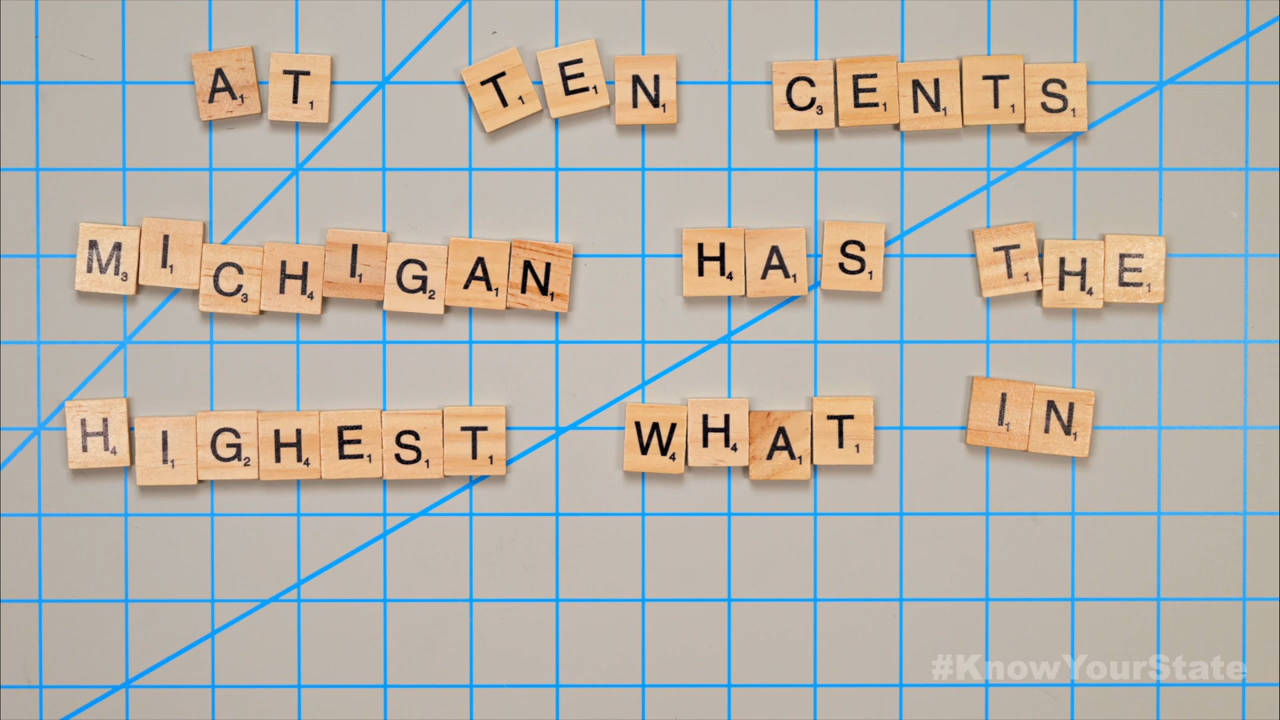 AT TEN CENTS
MICHIGAN HAS THE
HIGHEST WHAT IN
#KnowYourState